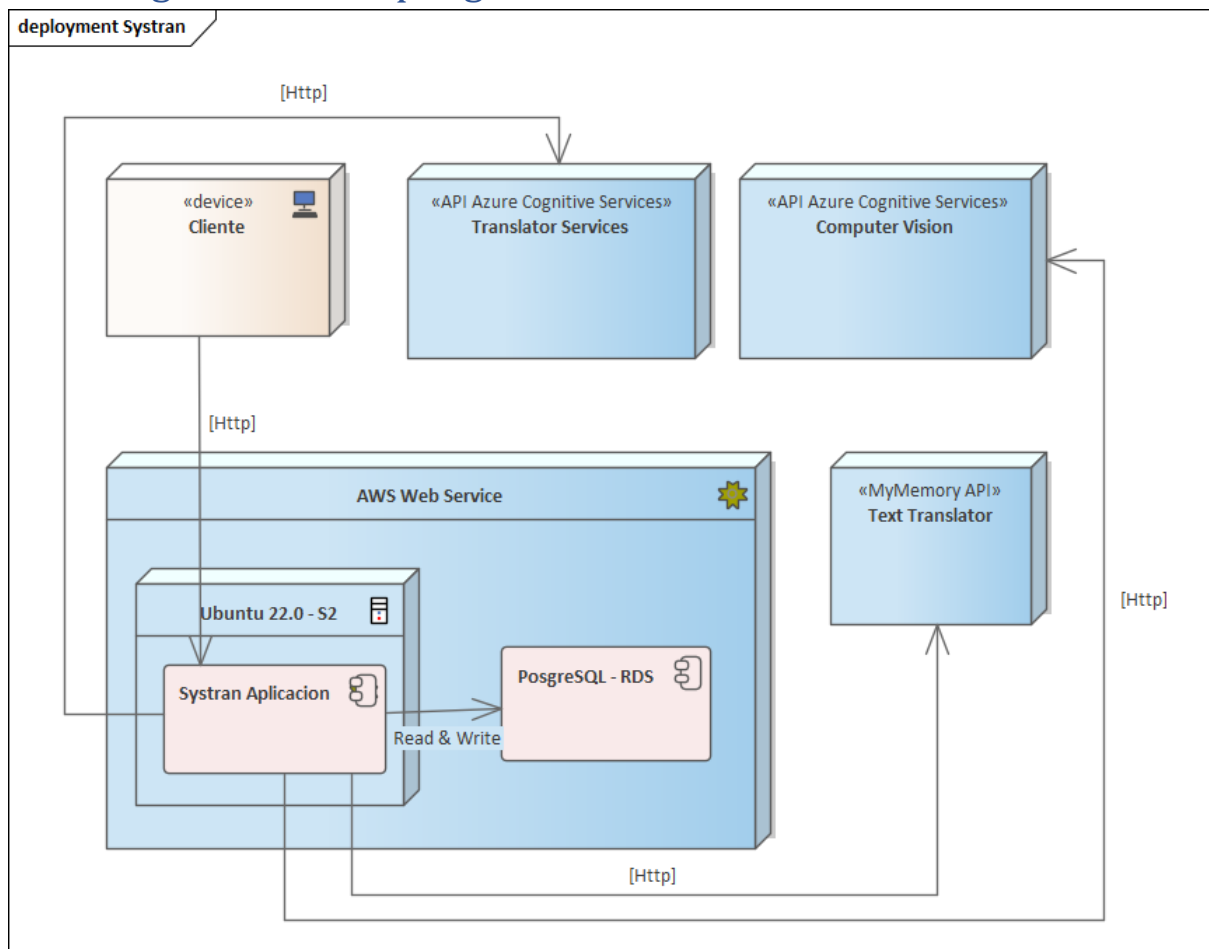 deployment Systran
[Http]
«device»
Cliente
«API Azure Cognitive Services»
Translator Services
«API Azure Cognitive Services»
Computer Vision
[Http]
AWS Web Service
«MyMemory API»
Text Translator
Ubuntu 22.0 - S2
[Http]
Systran Aplicacion
PosgreSQL - RDS
Read & Write
[Http]